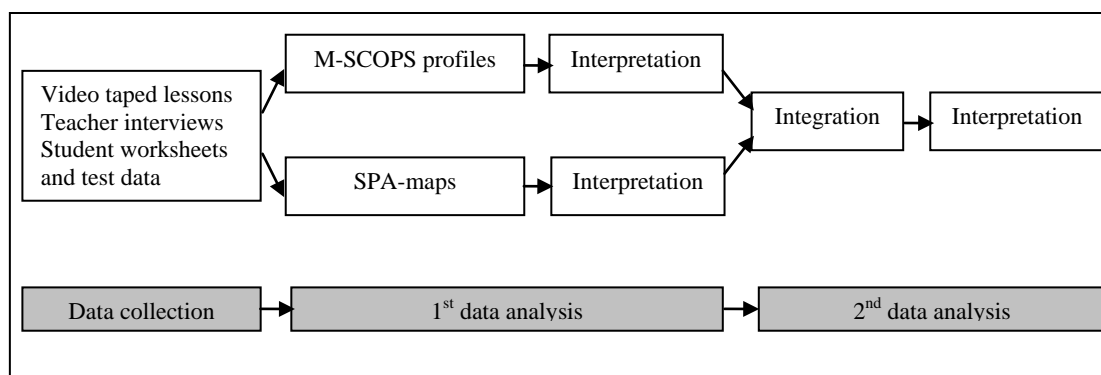 Video taped lessons
Teacher interviews
Student worksheets
and test data
M-SCOPS profiles
Interpretation
SPA-maps
Interpretation
Integration
Interpretation
Data collection
1st data analysis
2nd data analysis